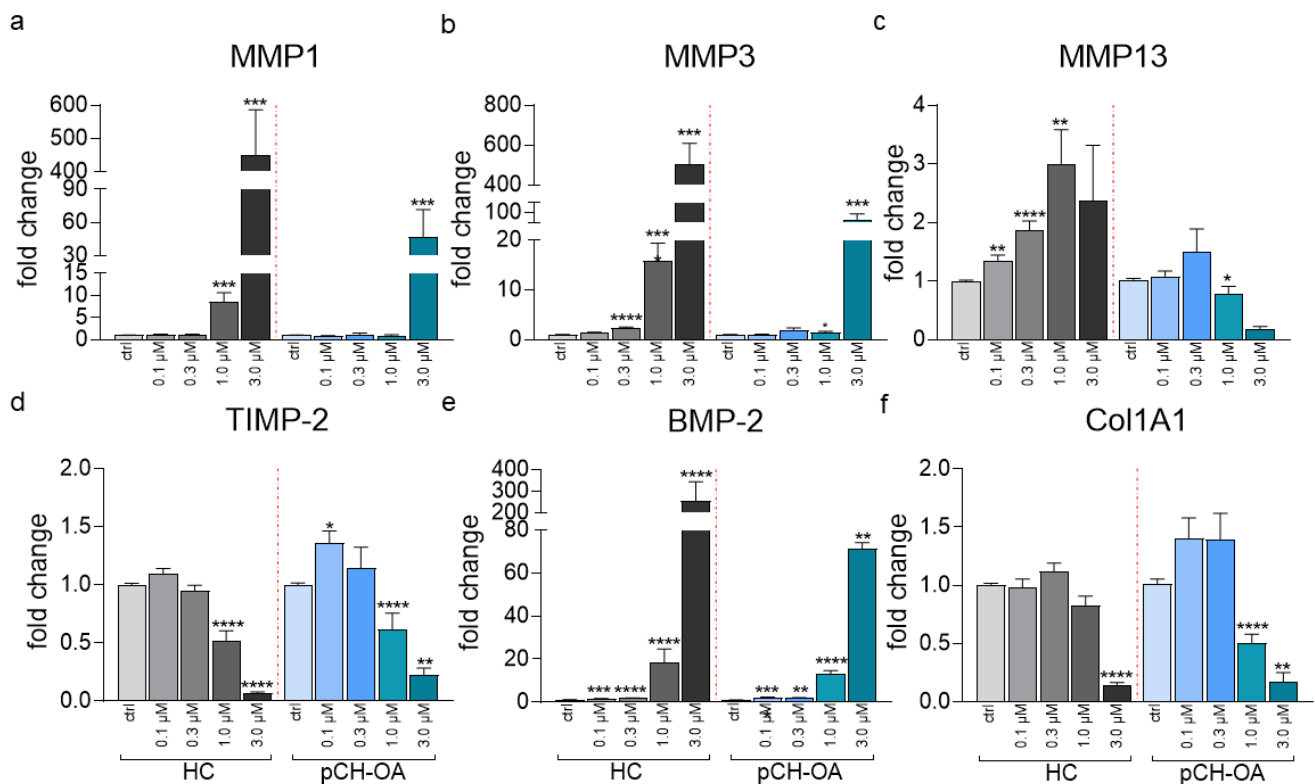 a
MMP1
fold change
600
500
400
90
60
30
15
10
5
0
***
***
***
ctrl
0.1 µM
0.3 µM
1.0 µM
3.0 µM
ctrl
0.1 µM
0.3 µM
1.0 µM
3.0 µM
b
MMP3
fold change
800
600
400
100
20
10
0
****
***
*
***
*
***
ctrl
0.1 µM
0.3 µM
1.0 µM
3.0 µM
ctrl
0.1 µM
0.3 µM
1.0 µM
3.0 µM
c
MMP13
fold change
4
3
2
1
0
**
****
**
*
ctrl
0.1 µM
0.3 µM
1.0 µM
3.0 µM
ctrl
0.1 µM
0.3 µM
1.0 µM
3.0 µM
d
TIMP-2
fold change
2.0
1.5
1.0
0.5
0.0
****
****
*
****
**
ctrl
0.1 µM
0.3 µM
1.0 µM
3.0 µM
ctrl
0.1 µM
0.3 µM
1.0 µM
3.0 µM
HC
pCH-OA
e
BMP-2
fold change
400
300
200
80
60
40
20
0
***
****
****
****
***
**
****
**
ctrl
0.1 µM
0.3 µM
1.0 µM
3.0 µM
ctrl
0.1 µM
*
0.3 µM
1.0 µM
3.0 µM
f
Col1A1
fold change
2.0
1.5
1.0
0.5
0.0
****
****
**
ctrl
0.1 µM
0.3 µM
1.0 µM
3.0 µM
ctrl
0.1 µM
0.3 µM
1.0 µM
3.0 µM
HC
pCH-OA